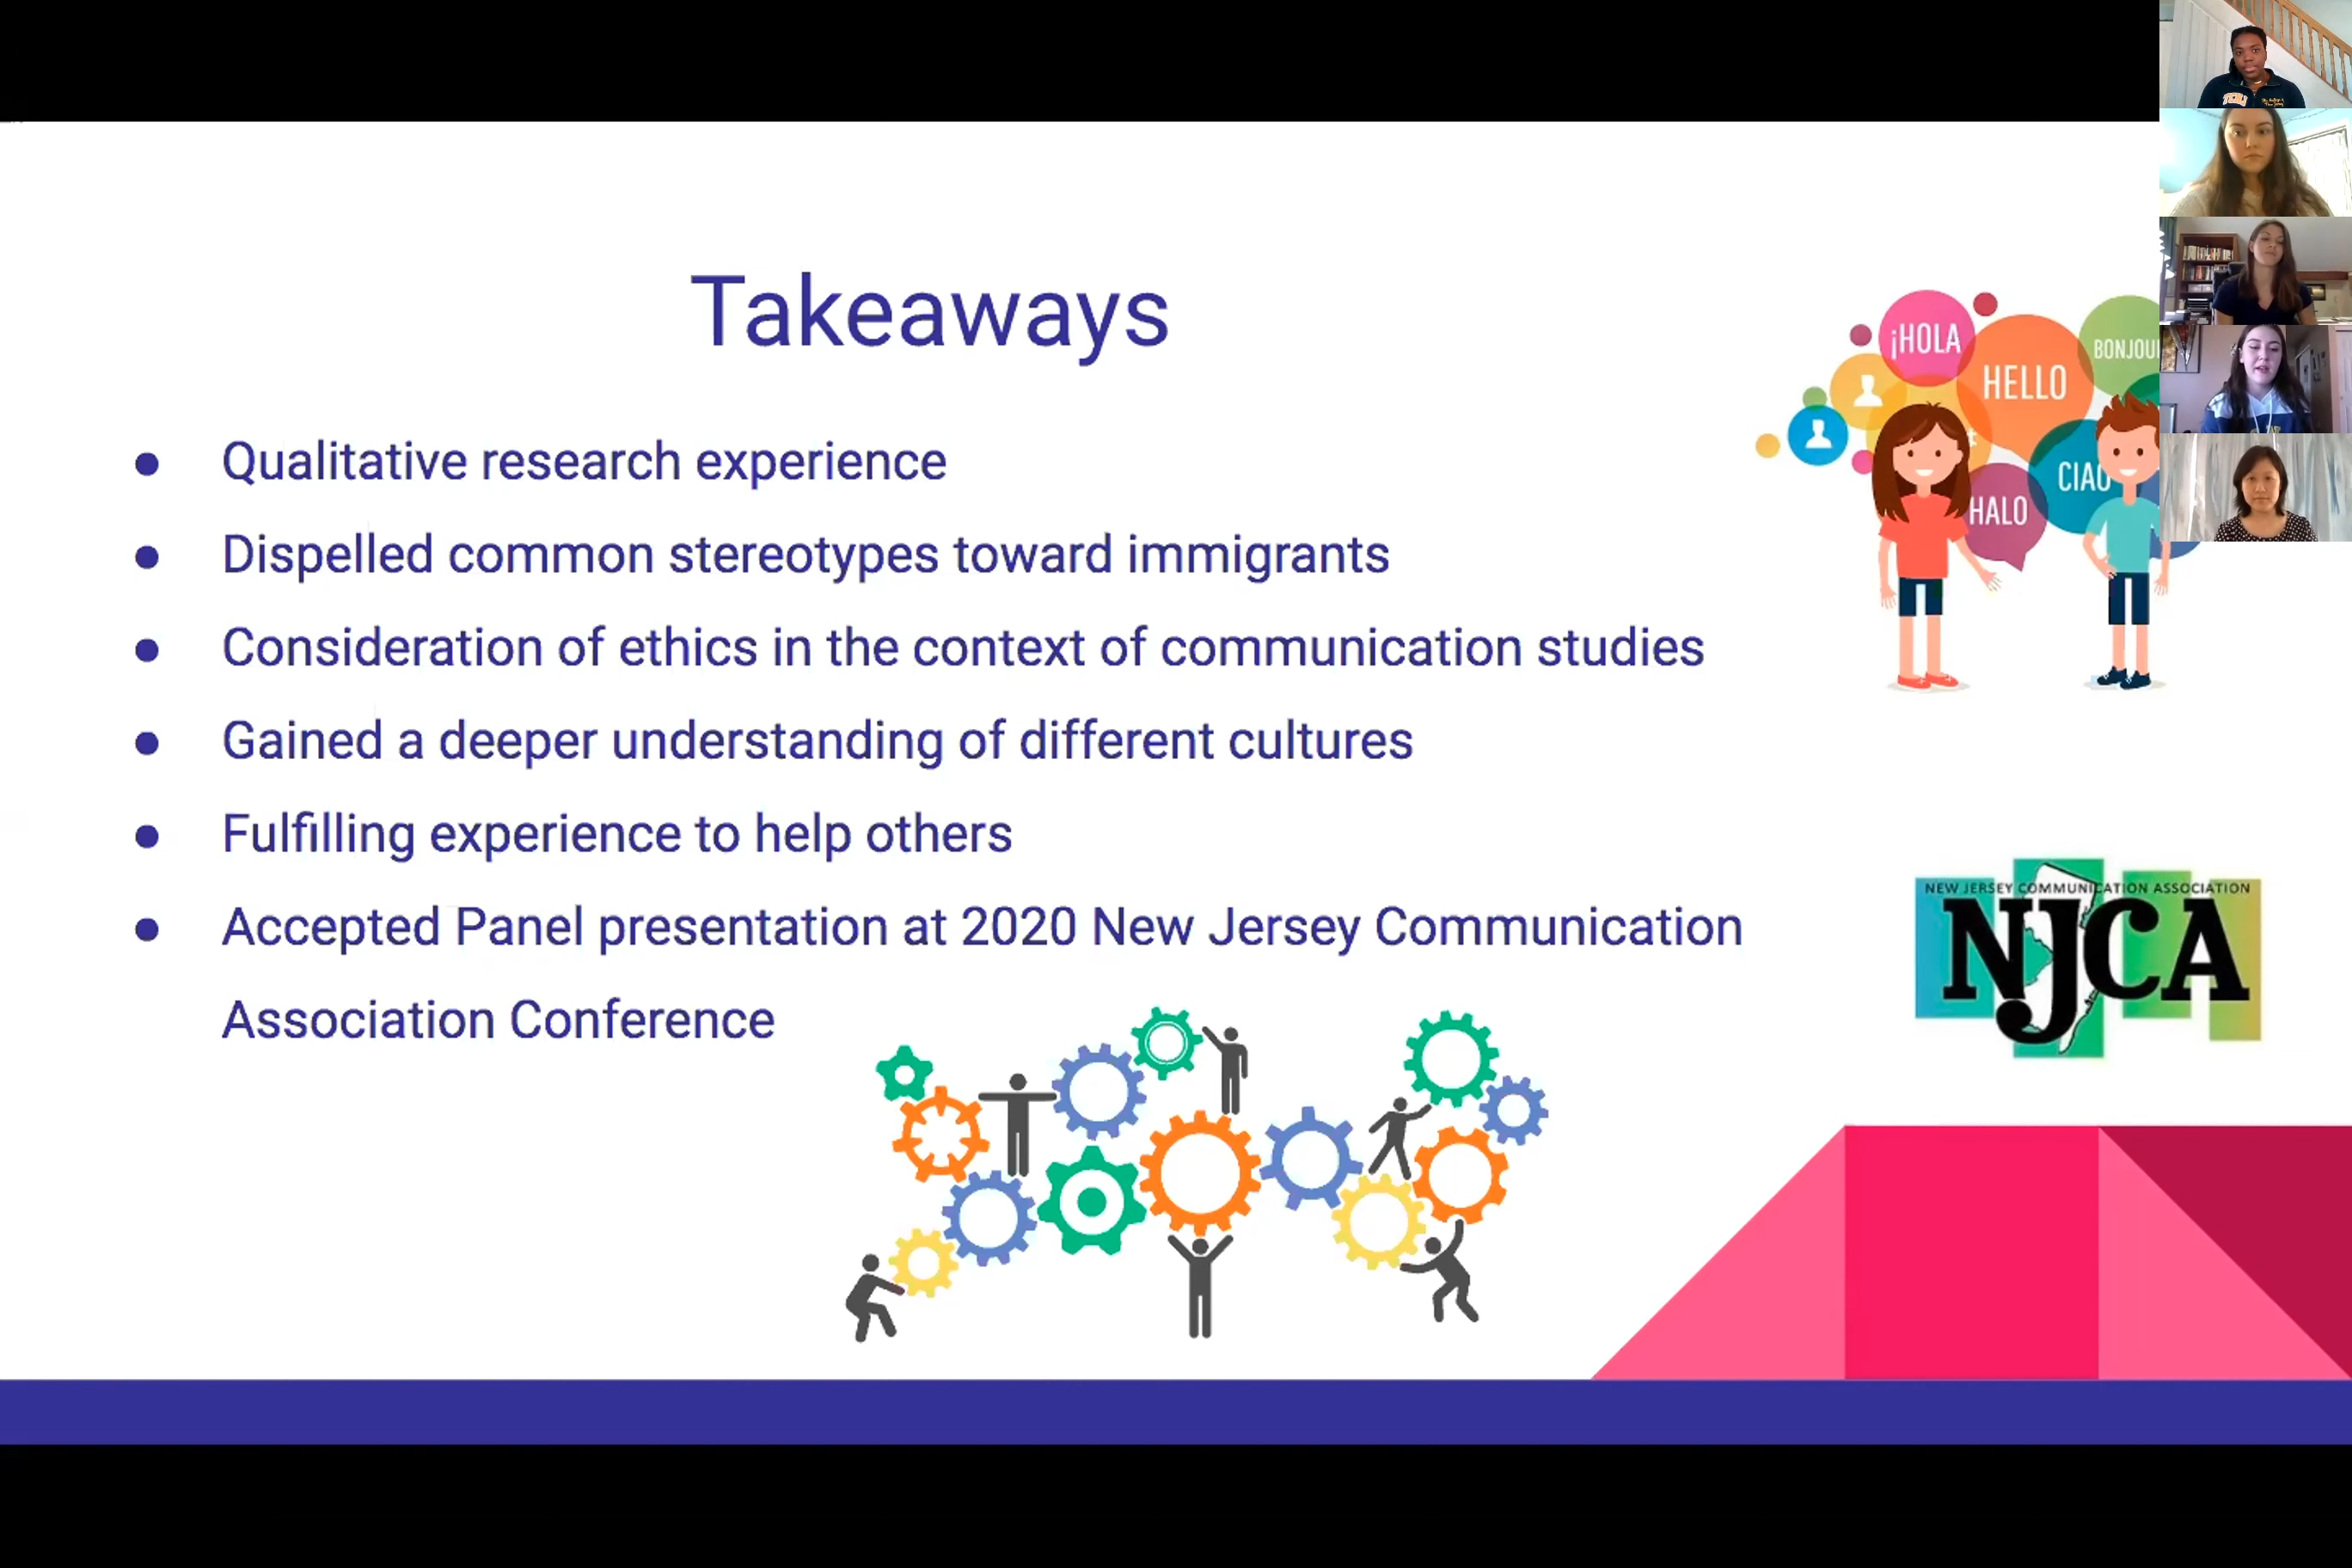 Takeaways
Qualitative research experience
Dispelled common stereotypes toward immigrants
Consideration of ethics in the context of communication studies
Gained a deeper understanding of different cultures
Fulfilling experience to help others
Accepted Panel presentation at 2020 New Jersey Communication
Association Conference
¡HOLA
HELLO
BONJOU
CIAO
HALO
NEW JERSEY COMMUNICATION ASSOCIATION
NJCA